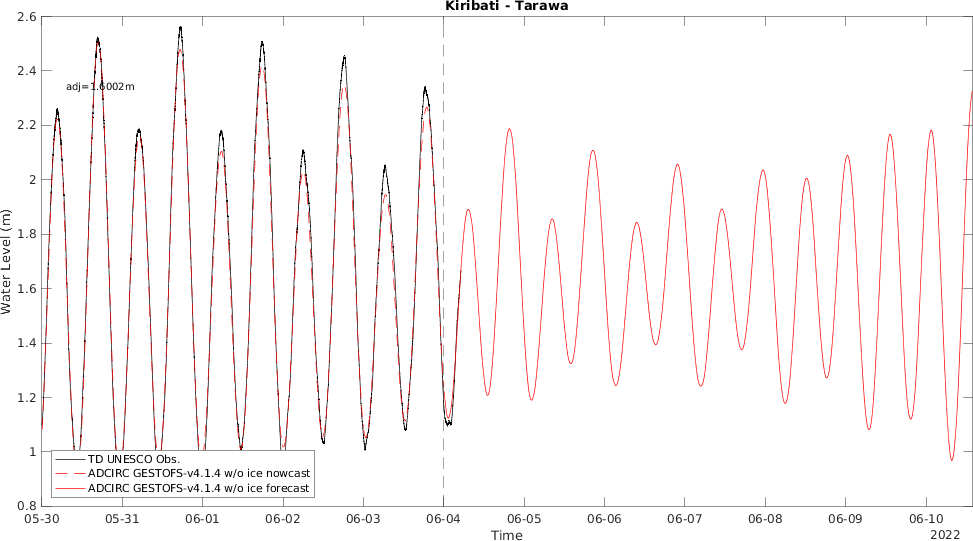 Kiribati - Tarawa
2.6
2.4
adj=1.6002m
2.2
2
1.8
1.6
1.4
1.2
1
0.8
Water Level (m)
TD UNESCO Obs.
ADCIRC GESTOFS-v4.1.4 w/o ice nowcast
ADCIRC GESTOFS-v4.1.4 w/o ice forecast
05-30 05-31 06-01 06-02 06-03 06-04 06-05 06-06 06-07 06-08 06-09 06-10
Time
2022